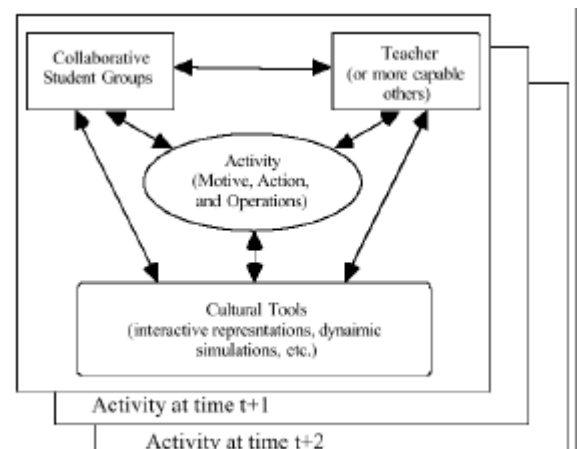 Collaborative
Student Groups
Teacher
(or more capable
others)
Activity
(Motive, Action,
and Operations)
Cultural Tools
(interactive represntations, dynaimic
simulations, etc.)
Activity at time t+1
Activity at time t+2